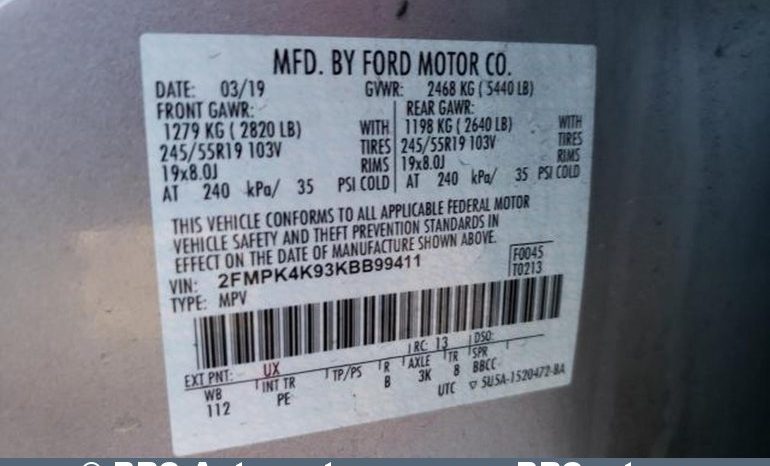 MFD. BY FORD MOTOR CO.
DATE: 03/19 GVWR: 2468 KG ( 5440 LB)
FRONT GAWR: REAR GAWR:
1279 KG ( 2820 LB) WITH 1198 KG ( 2640 LB) WITH
245/55R19 103V TIRES 245/55R19 103V TIRES
19x8.0J RIMS 19x8.0J RIMS
AT 240 kPa/ 35 PSI COLD AT 240 kPa/ 35 PSI COLD
THIS VEHICLE CONFORMS TO ALL APPLICABLE FEDERAL MOTOR
VEHICLE SAFETY AND THEFT PREVENTION STANDARDS IN
EFFECT ON THE DATE OF MANUFACTURE SHOWN ABOVE.
F0045
VIN: 2FMPK4K93KBB99411 T0213
TYPE: MPV
RC: 13 DSO:
EXT PNT: UX
WB INT TR TP/PS R AXLE TR SPR
112 PE B 3K 8 BBCC
UTC ▽ 5U5A-1520472-BA